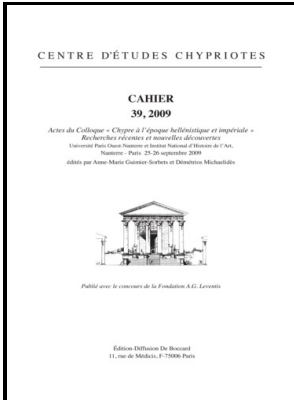 CENTRE D'ÉTUDES CHYPRIOTES
CAHIER
39, 2009
Actes du Colloque « Chypre à l'époque hellénistique et impériale »
Recherches récentes et nouvelles découvertes
Université Paris Ouest-Nanterre et Institut National d'Histoire de l'Art,
Nanterre - Paris 25-26 septembre 2009
édités par Anne-Marie Guimier-Sorbets et Démétrios Michaelidès
Publié avec le concours de la Fondation A.G. Leventis
Édition-Diffusion De Boccard
11, rue de Médicis, F-75006 Paris